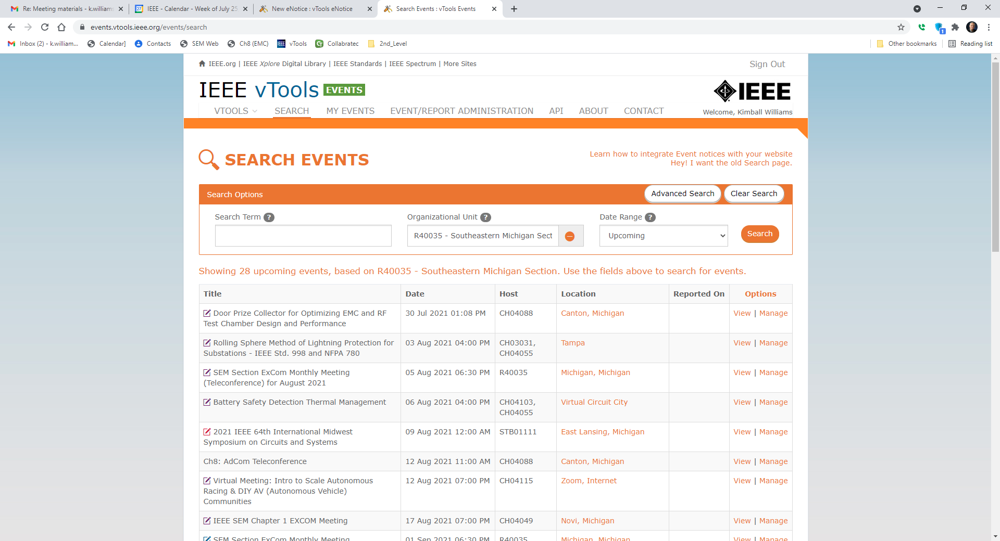 Re: Meeting materials - k.william
IEEE - Calendar - Week of July 25
New eNotice : vTools eNotice
Search Events : vTools Events
events.vtools.ieee.org/events/search
Inbox (2) - k.william...
Calendar]
Contacts
SEM Web
Ch8 (EMC)
IEEE vTools
Collabratec
2nd_Level
Other bookmarks
Reading list
IEEE.org | IEEE Xplore Digital Library | IEEE Standards | IEEE Spectrum | More Sites
Sign Out
IEEE vTools EVENTS
IEEE
VTOOLS SEARCH MY EVENTS EVENT/REPORT ADMINISTRATION API ABOUT CONTACT
Welcome, Kimball Williams
SEARCH EVENTS
Learn how to integrate Event notices with your website
Hey! I want the old Search page.
Search Options
Advanced Search
Clear Search
Search Term ?
Organizational Unit ?
Date Range ?
R40035 - Southeastern Michigan Sect
Upcoming
Search
Showing 28 upcoming events, based on R40035 - Southeastern Michigan Section. Use the fields above to search for events.
Title Date Host Location Reported On Options
Door Prize Collector for Optimizing EMC and RF 30 Jul 2021 01:08 PM CH04088 Canton, Michigan View | Manage
Test Chamber Design and Performance
Rolling Sphere Method of Lightning Protection for 03 Aug 2021 04:00 PM CH03031, Tampa View | Manage
Substations - IEEE Std. 998 and NFPA 780 CH04055
SEM Section ExCom Monthly Meeting 05 Aug 2021 06:30 PM R40035 Michigan, Michigan View | Manage
(Teleconference) for August 2021
Battery Safety Detection Thermal Management 06 Aug 2021 04:00 PM CH04103, Virtual Circuit City View | Manage
CH04055
2021 IEEE 64th International Midwest 09 Aug 2021 12:00 AM STB01111 East Lansing, Michigan View | Manage
Symposium on Circuits and Systems
Ch8: AdCom Teleconference 12 Aug 2021 11:00 AM CH04088 Canton, Michigan View | Manage
Virtual Meeting: Intro to Scale Autonomous 12 Aug 2021 07:00 PM CH04115 Zoom, Internet View | Manage
Racing & DIY AV (Autonomous Vehicle)
Communities
IEEE SEM Chapter 1 EXCOM Meeting 17 Aug 2021 07:00 PM CH04049 Novi, Michigan View | Manage
SEM Section ExCom Monthly Meeting 01 Sep 2021 06:30 PM R40035 Michigan, Michigan View | Manage